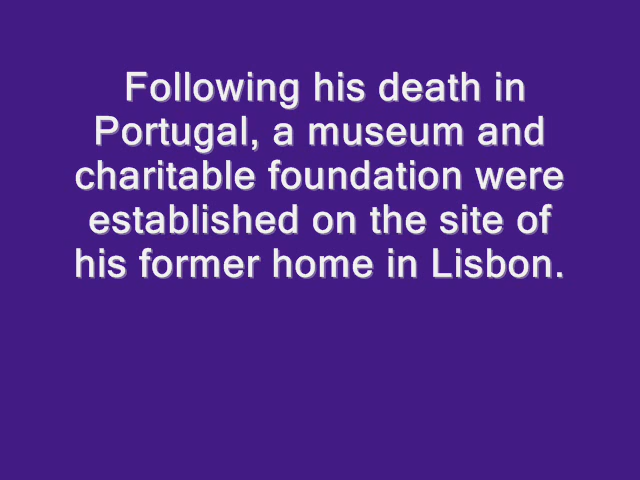 Following his death in
Portugal, a museum and
charitable foundation were
established on the site of
his former home in Lisbon.